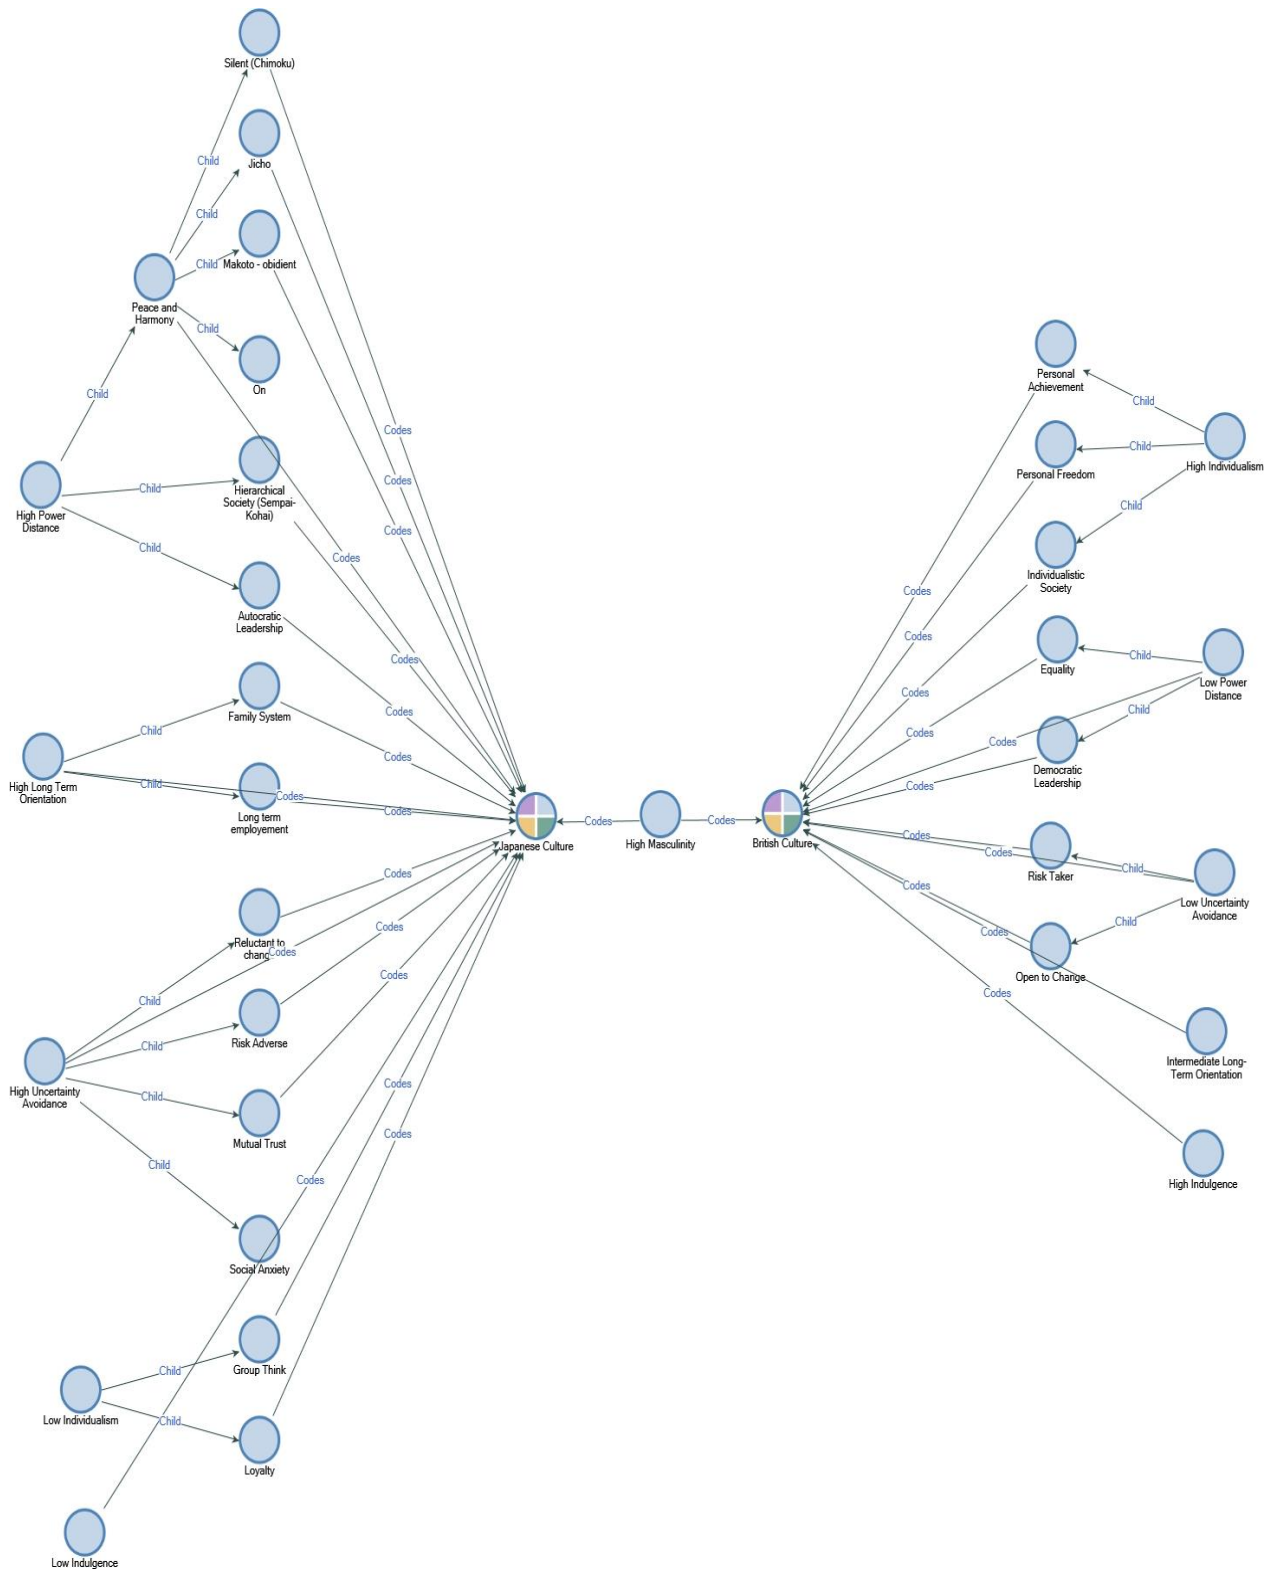 Silent (Chimoku)
Child
Jicho
Child
Makoto - obidient
Child
Peace and
Harmony
Child
On
Child
Codes
Codes
Codes
Hierarchical
Society (Sempai-
Kohai)
Child
High Power
Distance
Child
Codes
Autocratic
Leadership
Codes
Codes
Family System
Child
Codes
High Long Term
Orientation
Child
Codes
Long term
employement
Codes
Japanese Culture
Codes
High Masculinity
Codes
British Culture
Codes
Reluctant to
chang
Codes
Codes
Child
Risk Adverse
Child
Codes
High Uncertainty
Avoidance
Child
Mutual Trust
Child
Codes
Codes
Codes
Social Anxiety
Group Think
Child
Low Individualism
Child
Loyalty
Low Indulgence
Personal
Achievement
Child
Child
High Individualism
Personal Freedom
Child
Individualistic
Society
Codes
Codes
Codes
Equality
Child
Low Power
Distance
Child
Codes
Codes
Democratic
Leadership
Codes
Codes
Codes
Risk Taker
Child
Low Uncertainty
Avoidance
Codes
Child
Codes
Open to Change
Codes
Intermediate Long-
Term Orientation
High Indulgence